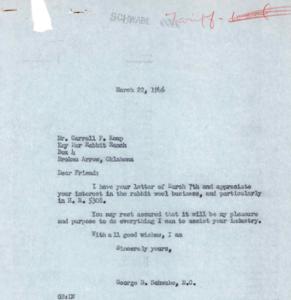 SCHWABE
Tariff-
March 22, 1946
Mr. Carrall F. Kemp
Key Mar Rabbit Ranch
Box 4
Broken Arrow, Oklahoma
Dear Friend:
I have your letter of March 7th and appreciate
your interest in the rabbit wool business, and particularly
in H. R. 5308.
You may rest assured that it will be my pleasure
and purpose to do everything I can to assist your industry.
With all good wishes, I am
Sincerely yours,
George B. Schwabe, M.C.